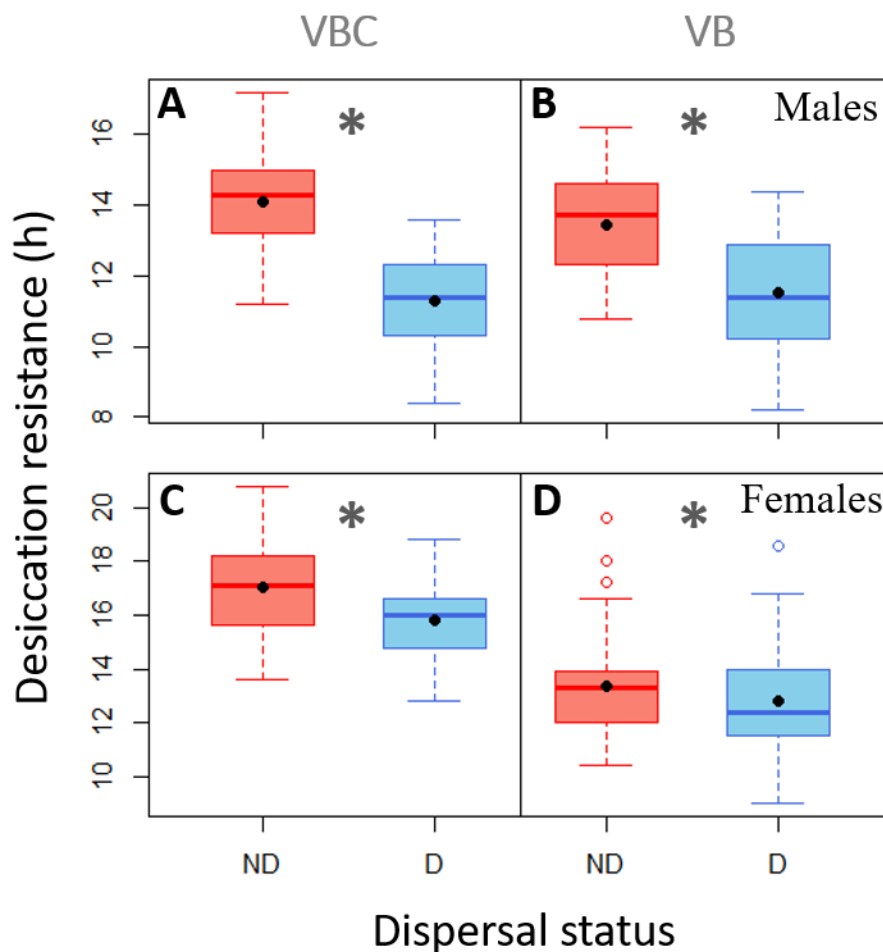 VBC VB
A * B * Males
16
14
12
10
8
C * D * Females
20
18
16
14
12
10
Desiccation resistance (h)
ND D ND D
Dispersal status